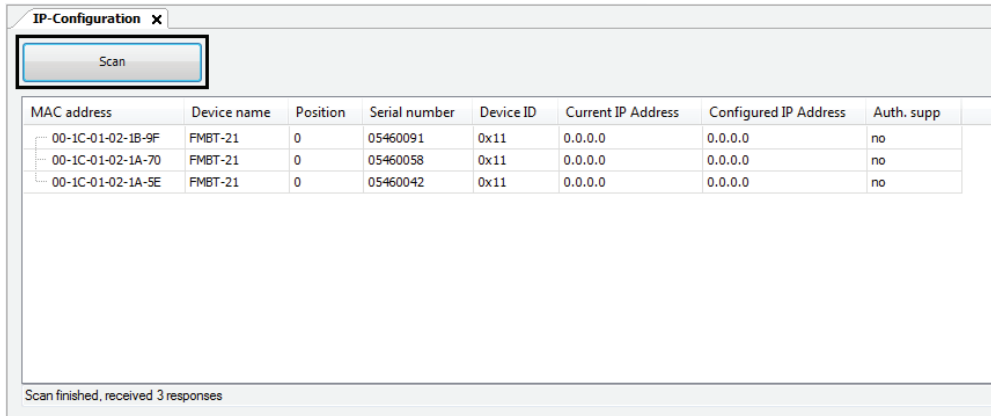 IP-Configuration x
Scan
MAC address Device name Position Serial number Device ID Current IP Address Configured IP Address Auth. supp
00-1C-01-02-1B-9F FMBT-21 0 05460091 0x11 0.0.0.0 0.0.0.0 no
00-1C-01-02-1A-70 FMBT-21 0 05460058 0x11 0.0.0.0 0.0.0.0 no
00-1C-01-02-1A-5E FMBT-21 0 05460042 0x11 0.0.0.0 0.0.0.0 no
Scan finished, received 3 responses